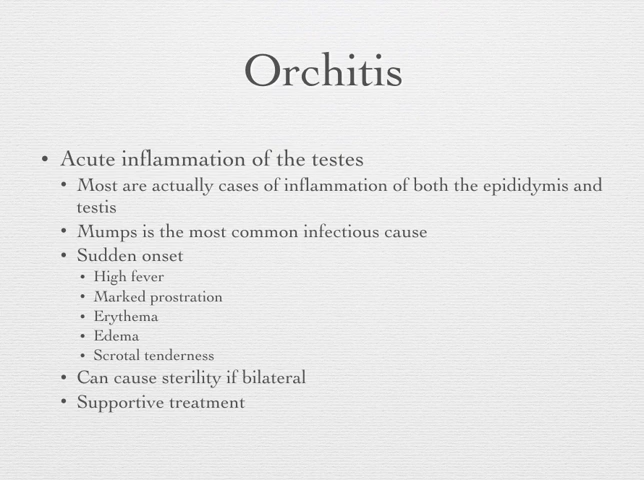 Orchitis
• Acute inflammation of the testes
• Most are actually cases of inflammation of both the epididymis and
testis
• Mumps is the most common infectious cause
• Sudden onset
• High fever
• Marked prostration
• Erythema
• Edema
• Scrotal tenderness
• Can cause sterility if bilateral
• Supportive treatment